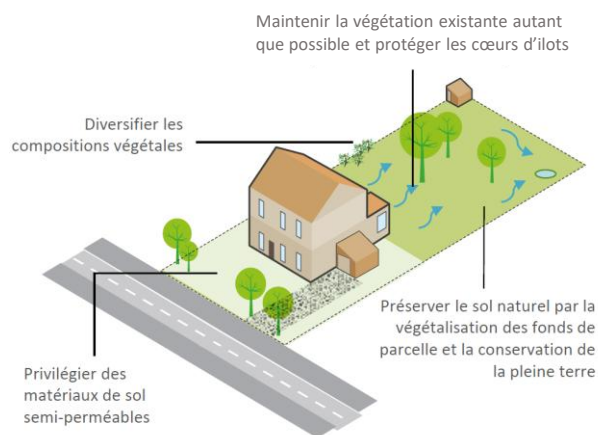 Maintenir la végétation existante autant
que possible et protéger les cœurs d'ilots
Diversifier les
compositions végétales
Préserver le sol naturel par la
végétalisation des fonds de
parcelle et la conservation de
la pleine terre
Privilégier des
matériaux de sol
semi-perméables